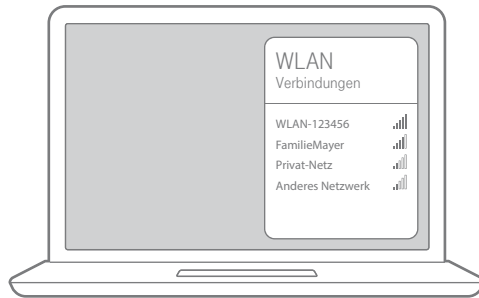 WLAN
Verbindungen
WLAN-123456
FamilieMayer
Privat-Netz
Anderes Netzwerk